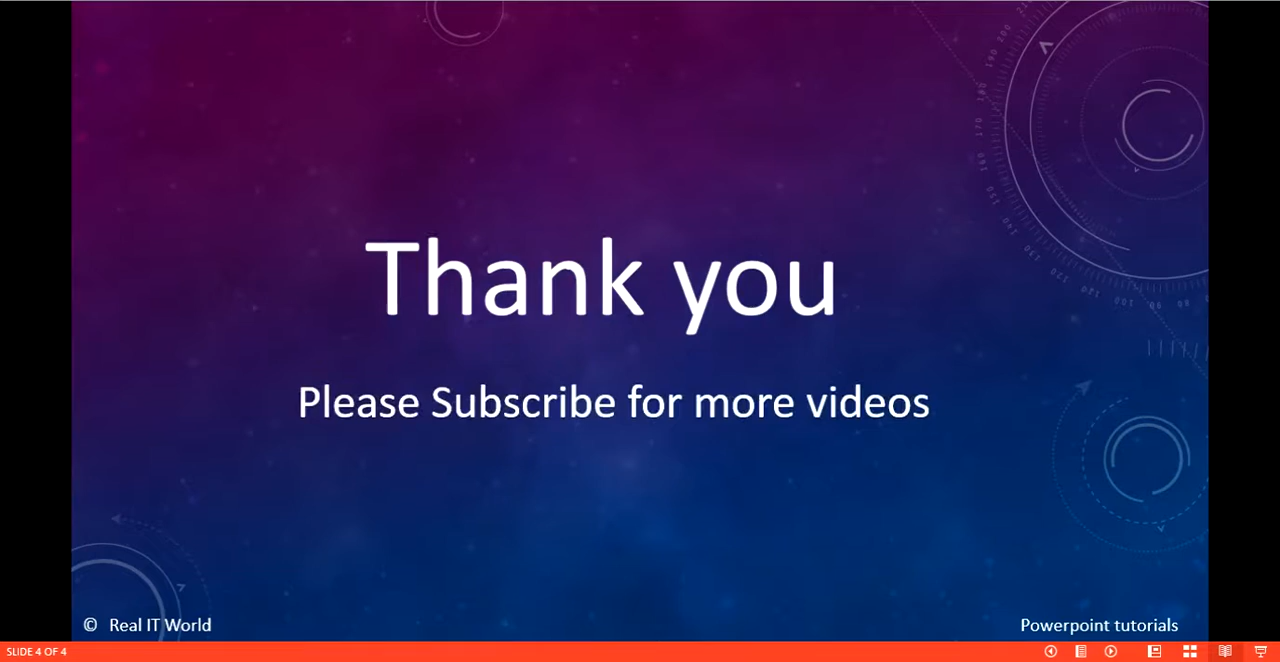 Thank you
Please Subscribe for more videos
© Real IT World
Powerpoint tutorials
SLIDE 4 OF 4